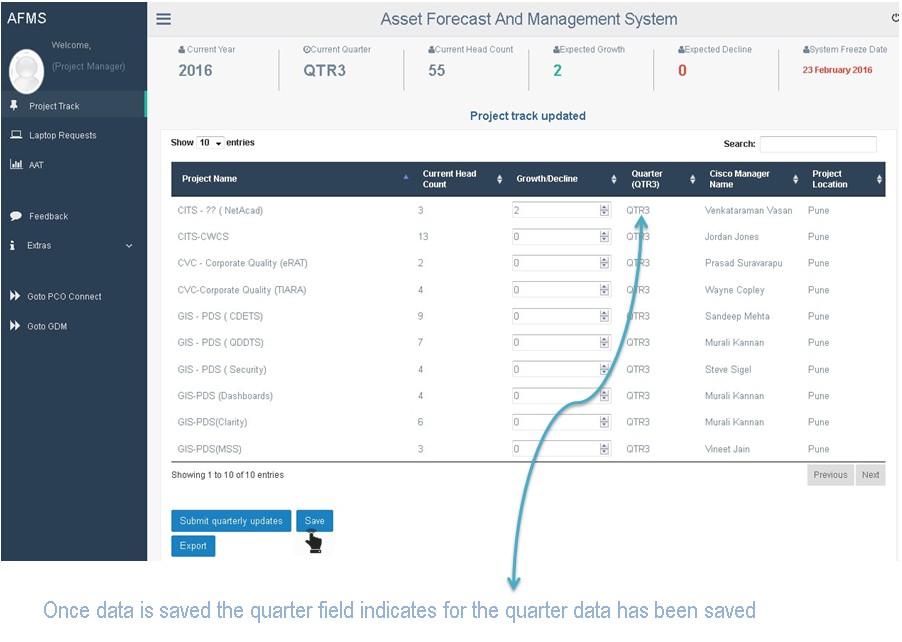 AFMS
Asset Forecast And Management System
Welcome,
(Project Manager)
Project Track
Laptop Requests
AAT
Feedback
Extras
Goto PCO Connect
Goto GDM
Current Year
2016
Current Quarter
QTR3
Current Head Count
55
Expected Growth
2
Expected Decline
0
System Freeze Date
23 February 2016
Project track updated
Show 10 entries
Search:
Project Name Current Head Count Growth/Decline Quarter (QTR3) Cisco Manager Name Project Location
CITS - ?? ( NetAcad) 3 2 QTR3 Venkataraman Vasan Pune
CITS-CWCS 13 0 QTR3 Jordan Jones Pune
CVC - Corporate Quality (eRAT) 2 0 QTR3 Prasad Suravarapu Pune
CVC-Corporate Quality (TIARA) 4 0 QTR3 Wayne Copley Pune
GIS - PDS ( CDETS) 9 0 QTR3 Sandeep Mehta Pune
GIS - PDS ( QDDTS) 7 0 QTR3 Murali Kannan Pune
GIS - PDS ( Security) 4 0 QTR3 Steve Sigel Pune
GIS-PDS (Dashboards) 4 0 QTR3 Murali Kannan Pune
GIS-PDS(Clarity) 6 0 QTR3 Murali Kannan Pune
GIS-PDS(MSS) 3 0 QTR3 Vineet Jain Pune
Showing 1 to 10 of 10 entries
Previous Next
Submit quarterly updates Save
Export
Once data is saved the quarter field indicates for the quarter data has been saved